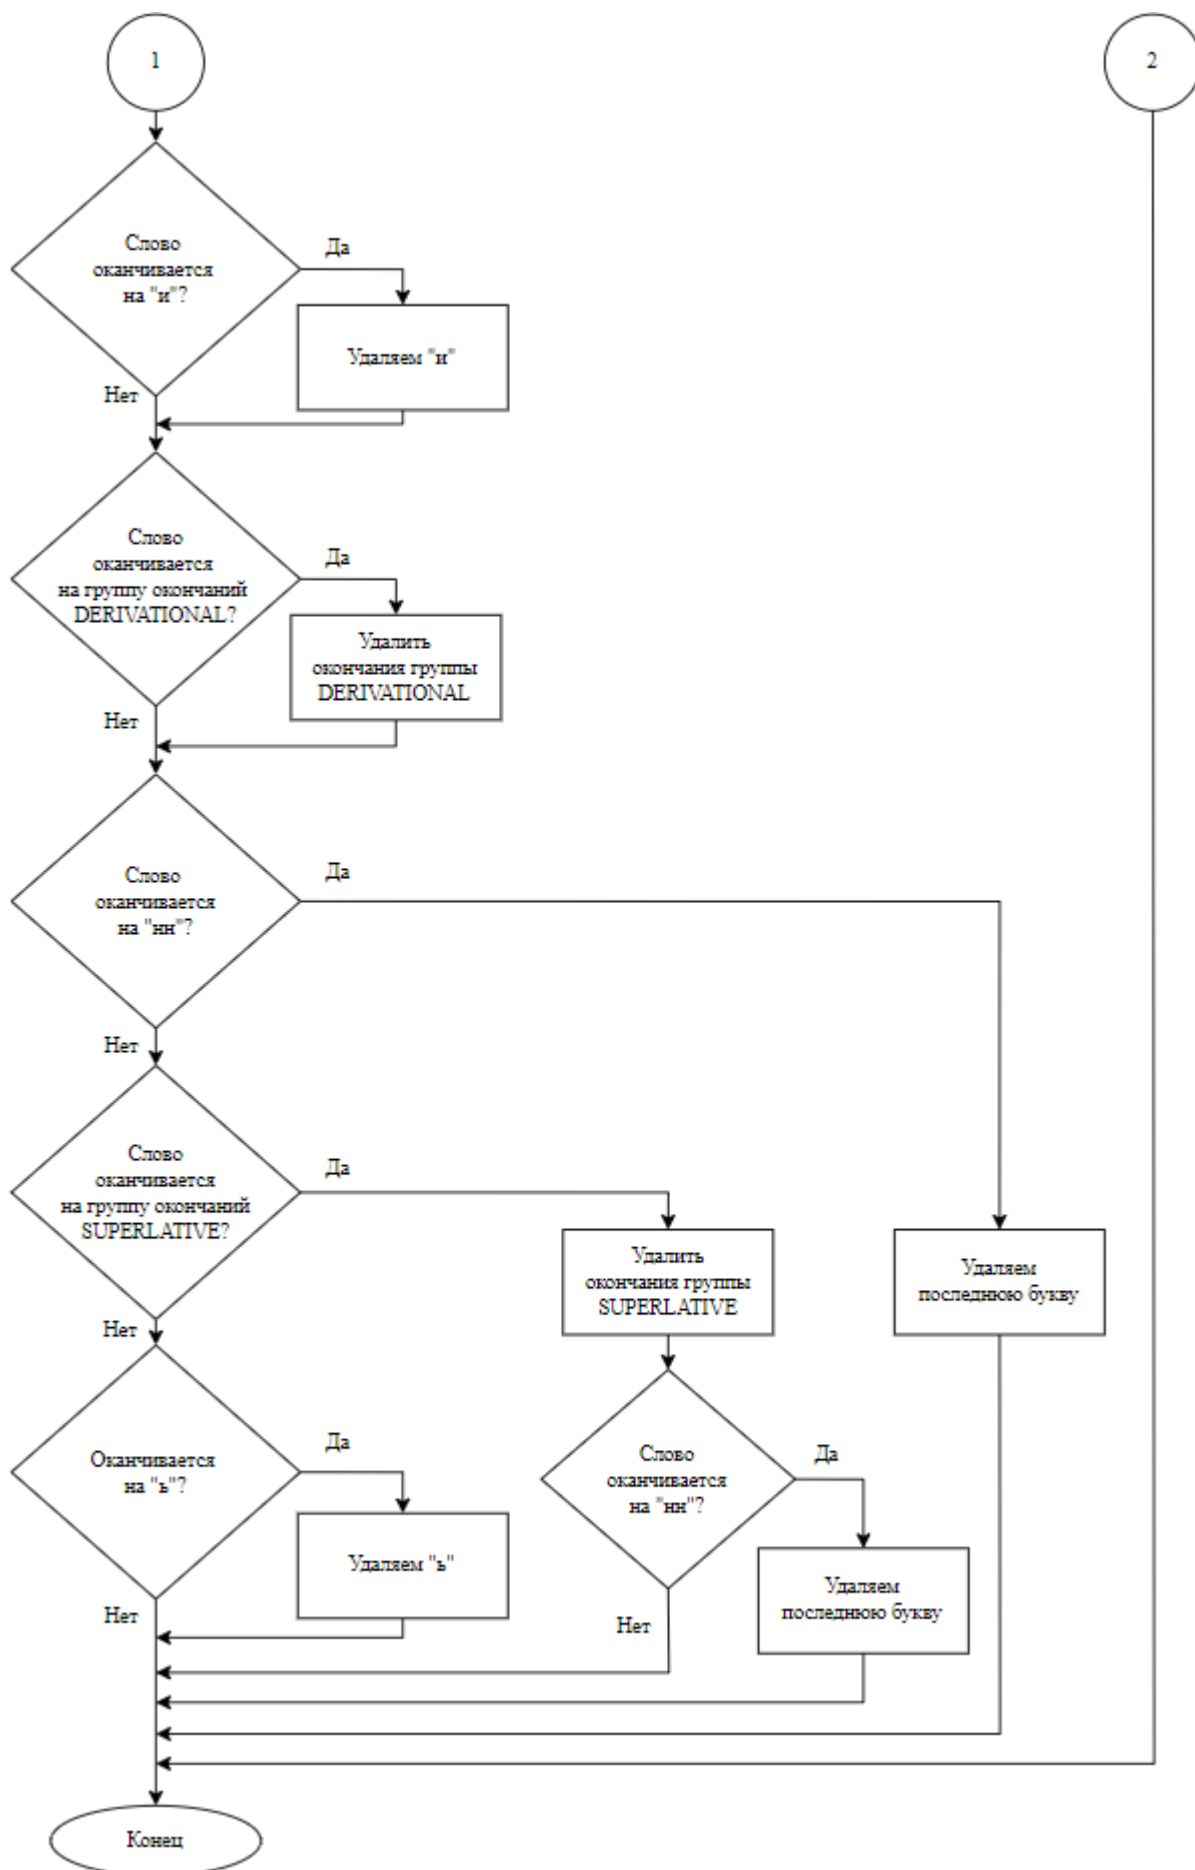 1
2
Слово
оканчивается
на "и"?
Да
Удаляем "и"
Нет
Слово
оканчивается
на группу окончаний
DERIVATIONAL?
Да
Удалить
окончания группы
DERIVATIONAL
Нет
Слово
оканчивается
на "нн"?
Да
Нет
Слово
оканчивается
на группу окончаний
SUPERLATIVE?
Да
Удалить
окончания группы
SUPERLATIVE
Удаляем
последнюю букву
Нет
Оканчивается
на "ь"?
Да
Удаляем "ь"
Нет
Слово
оканчивается
на "нн"?
Да
Удаляем
последнюю букву
Нет
Конец